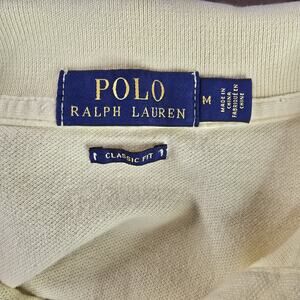 POLO
RALPH LAUREN
M
MADE IN
CHINA
FABRIQUÉ EN
CHINE
CLASSIC FIT